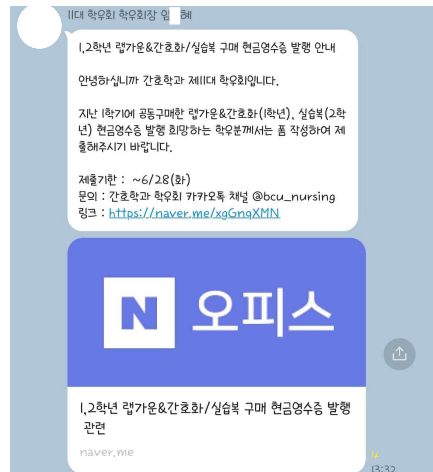 11대 학우회 학우회장 임 혜
1,2학년 랩가운&간호화/실습복 구매 현금영수증 발행 안내
안녕하십니까 간호학과 제11대 학우회입니다.
지난 1학기에 공동구매한 랩가운&간호화(1학년), 실습복(2학
년) 현금영수증 발행 희망하는 학우분께서는 폼 작성하여 제
출해주시기 바랍니다.
제출기한 : ~6/28(화)
문의 : 간호학과 학우회 카카오톡 채널 @bcu_nursing
링크 : https://naver.me/xgGnqXMN
N 오피스
1,2학년 랩가운&간호화/실습복 구매 현금영수증 발행
관련
naver.me
4
13:32